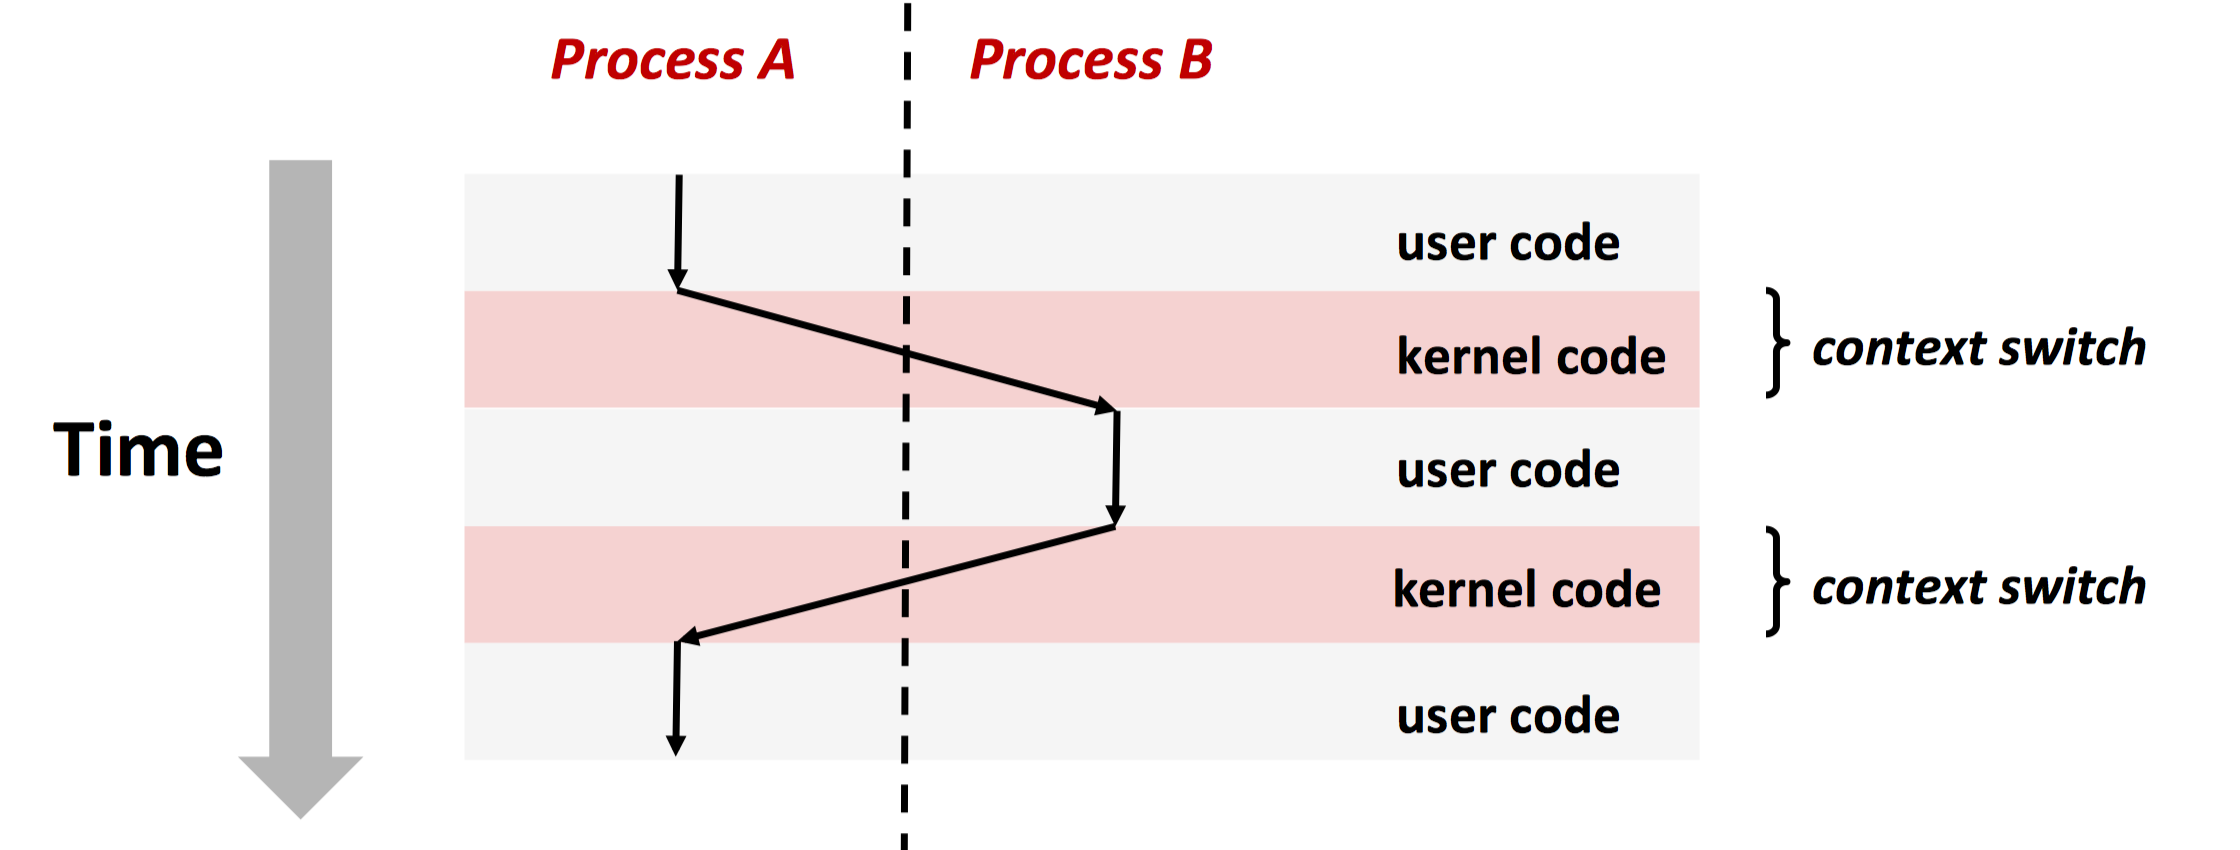 Process A
Process B
user code
kernel code
context switch
Time
user code
kernel code
context switch
user code